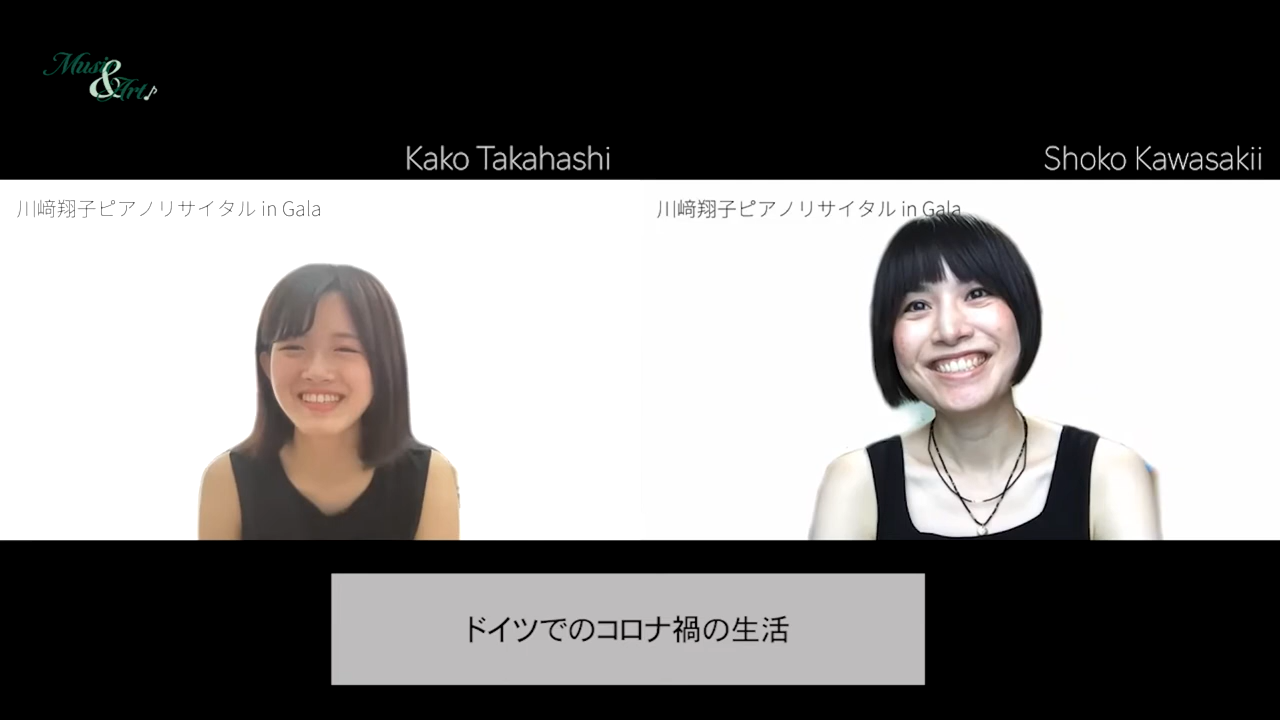 Music
&
Art♪
Kako Takahashi
Shoko Kawasakii
川﨑翔子ピアノリサイタル in Gala
川﨑翔子ピアノリサイタル in Gala
ドイツでのコロナ禍の生活